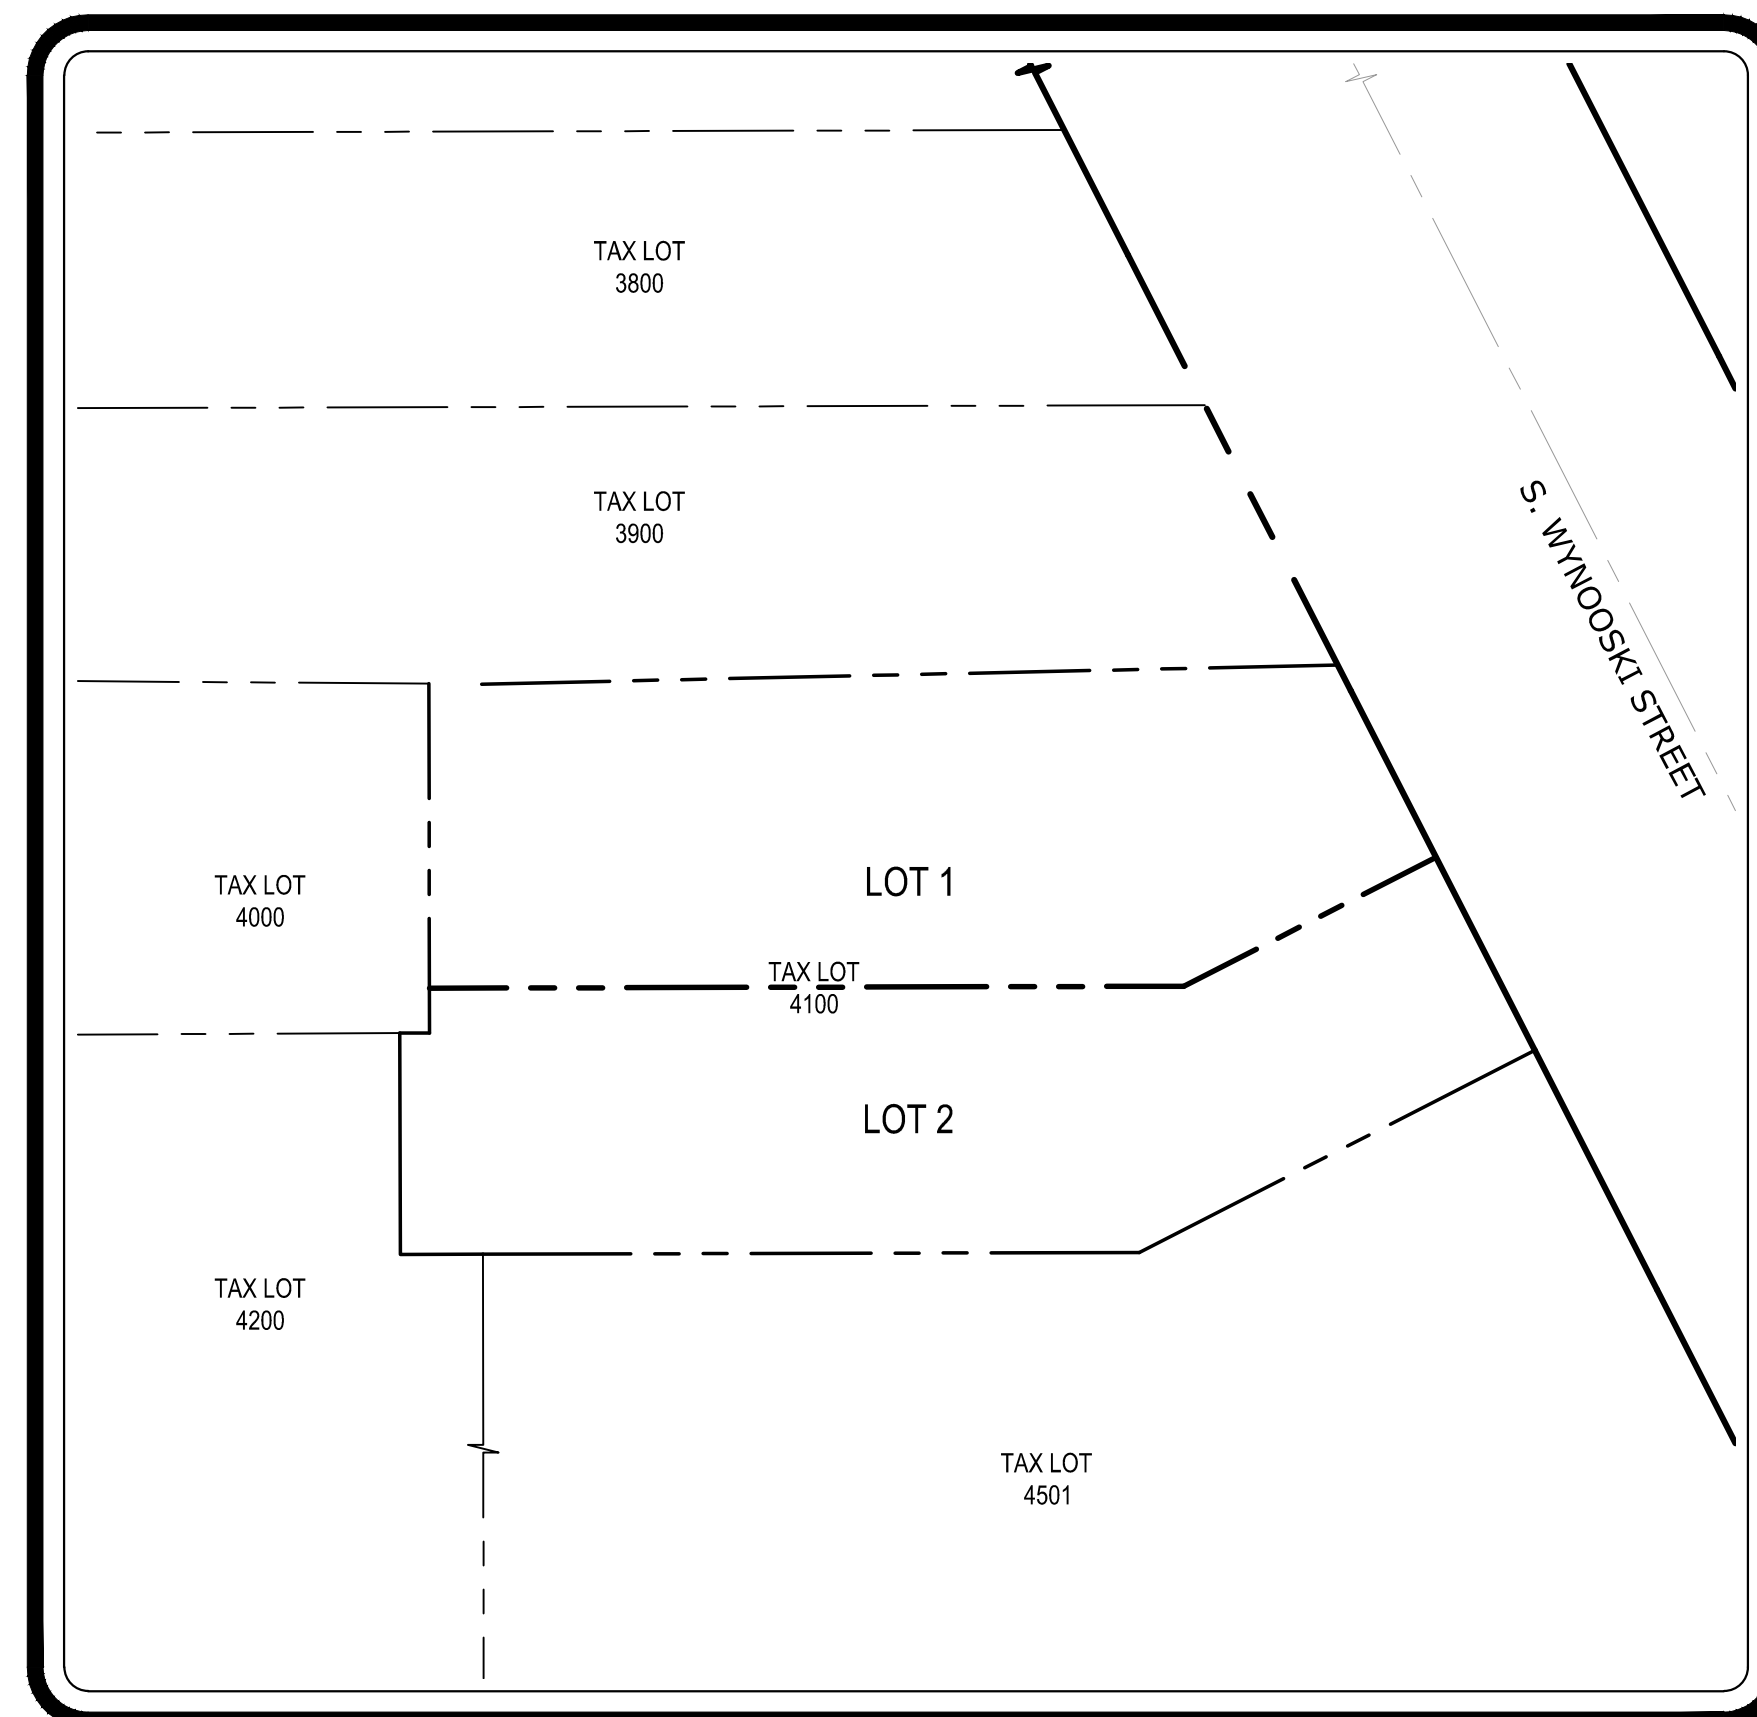 TAX LOT
3800
TAX LOT
3900
S. WYNOOSKI STREET
TAX LOT
4000
LOT 1
TAX LOT
4100
LOT 2
TAX LOT
4200
TAX LOT
4501